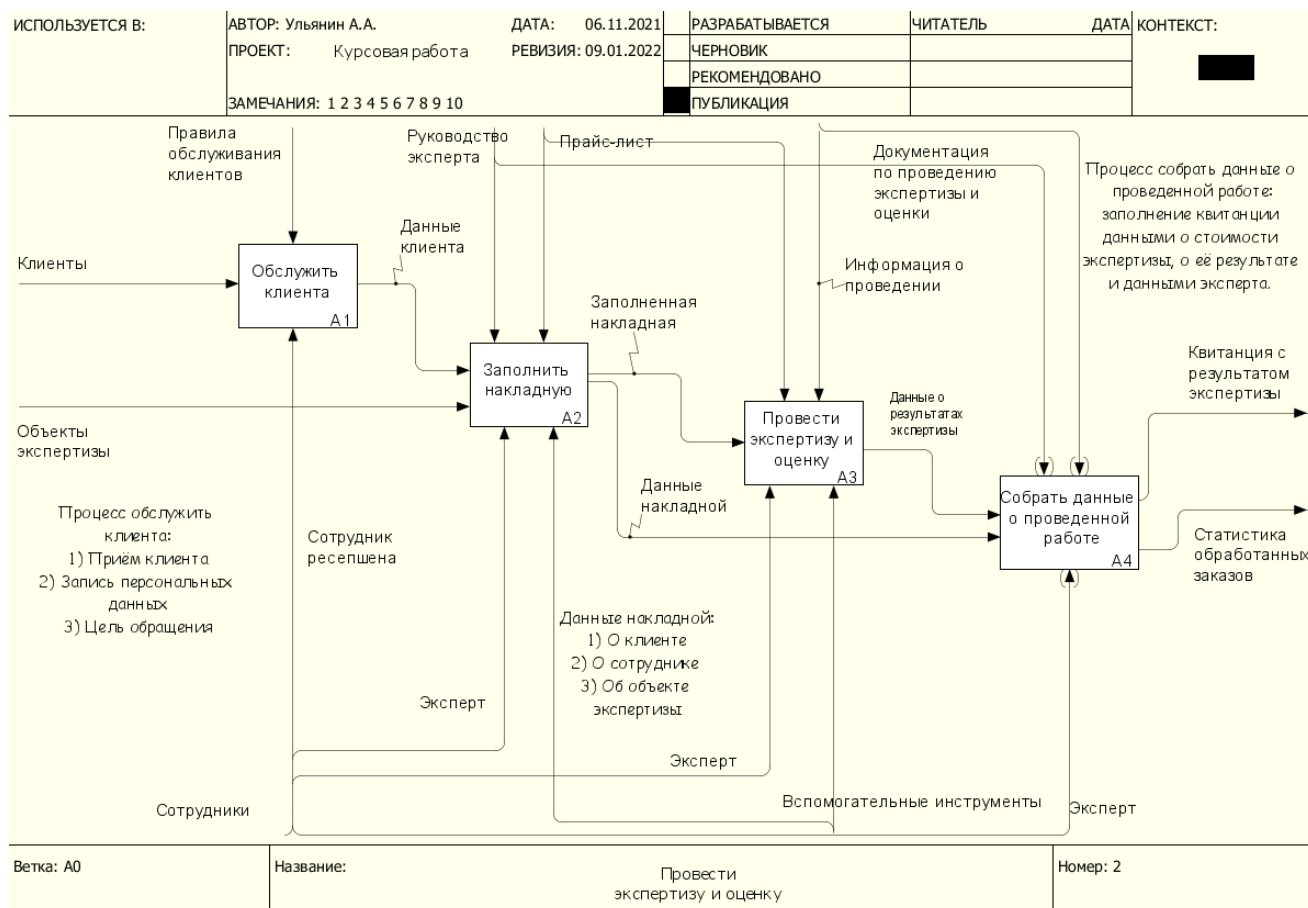 ИСПОЛЬЗУЕТСЯ В:
АВТОР: Ульянин А.А.
ДАТА: 06.11.2021
ПРОЕКТ: Курсовая работа
РЕВИЗИЯ: 09.01.2022
ЗАМЕЧАНИЯ: 1 2 3 4 5 6 7 8 9 10
РАЗРАБАТЫВАЕТСЯ
ЧЕРНОВИК
РЕКОМЕНДОВАНО
ПУБЛИКАЦИЯ
ЧИТАТЕЛЬ
ДАТА
КОНТЕКСТ:
Правила
обслуживания
клиентов
Руководство
эксперта
Прайс-лист
Документация
по проведению
экспертизы и
оценки
Процесс собрать данные о
проведенной работе:
заполнение квитанции
данными о стоимости
экспертизы, о её результате
и данными эксперта.
Данные
клиента
Клиенты
Обслужить
клиента
A1
Информация о
проведении
Заполненная
накладная
Заполнить
накладную
A2
Квитанция с
результатом
экспертизы
Объекты
экспертизы
Провести
экспертизу и
оценку
A3
Данные о
результатах
экспертизы
Данные
накладной
Собрать данные
о проведенной
работе
A4
Статистика
обработанных
заказов
Процесс обслужить
клиента:
1) Приём клиента
2) Запись персональных
данных
3) Цель обращения
Сотрудник
ресепшена
Данные накладной:
1) О клиенте
2) О сотруднике
3) Об объекте
экспертизы
Эксперт
Эксперт
Сотрудники
Вспомогательные инструменты
Эксперт
Ветка: A0
Название:
Провести
экспертизу и оценку
Номер: 2